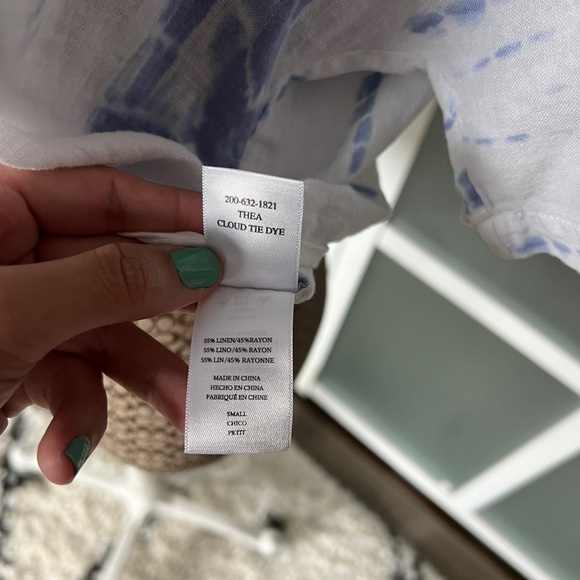 200-632-1821
THEA
CLOUD TIE DYE
55% LINEN/45%RAYON
55% LINO/45% RAYON
55% LIN/45% RAYONNE
MADE IN CHINA
HECHO EN CHINA
FABRIQUÉ EN CHINE
SMALL
CHICO
PETIT